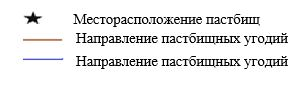 Месторасположение пастбищ
Направление пастбищных угодий
Направление пастбищных угодий